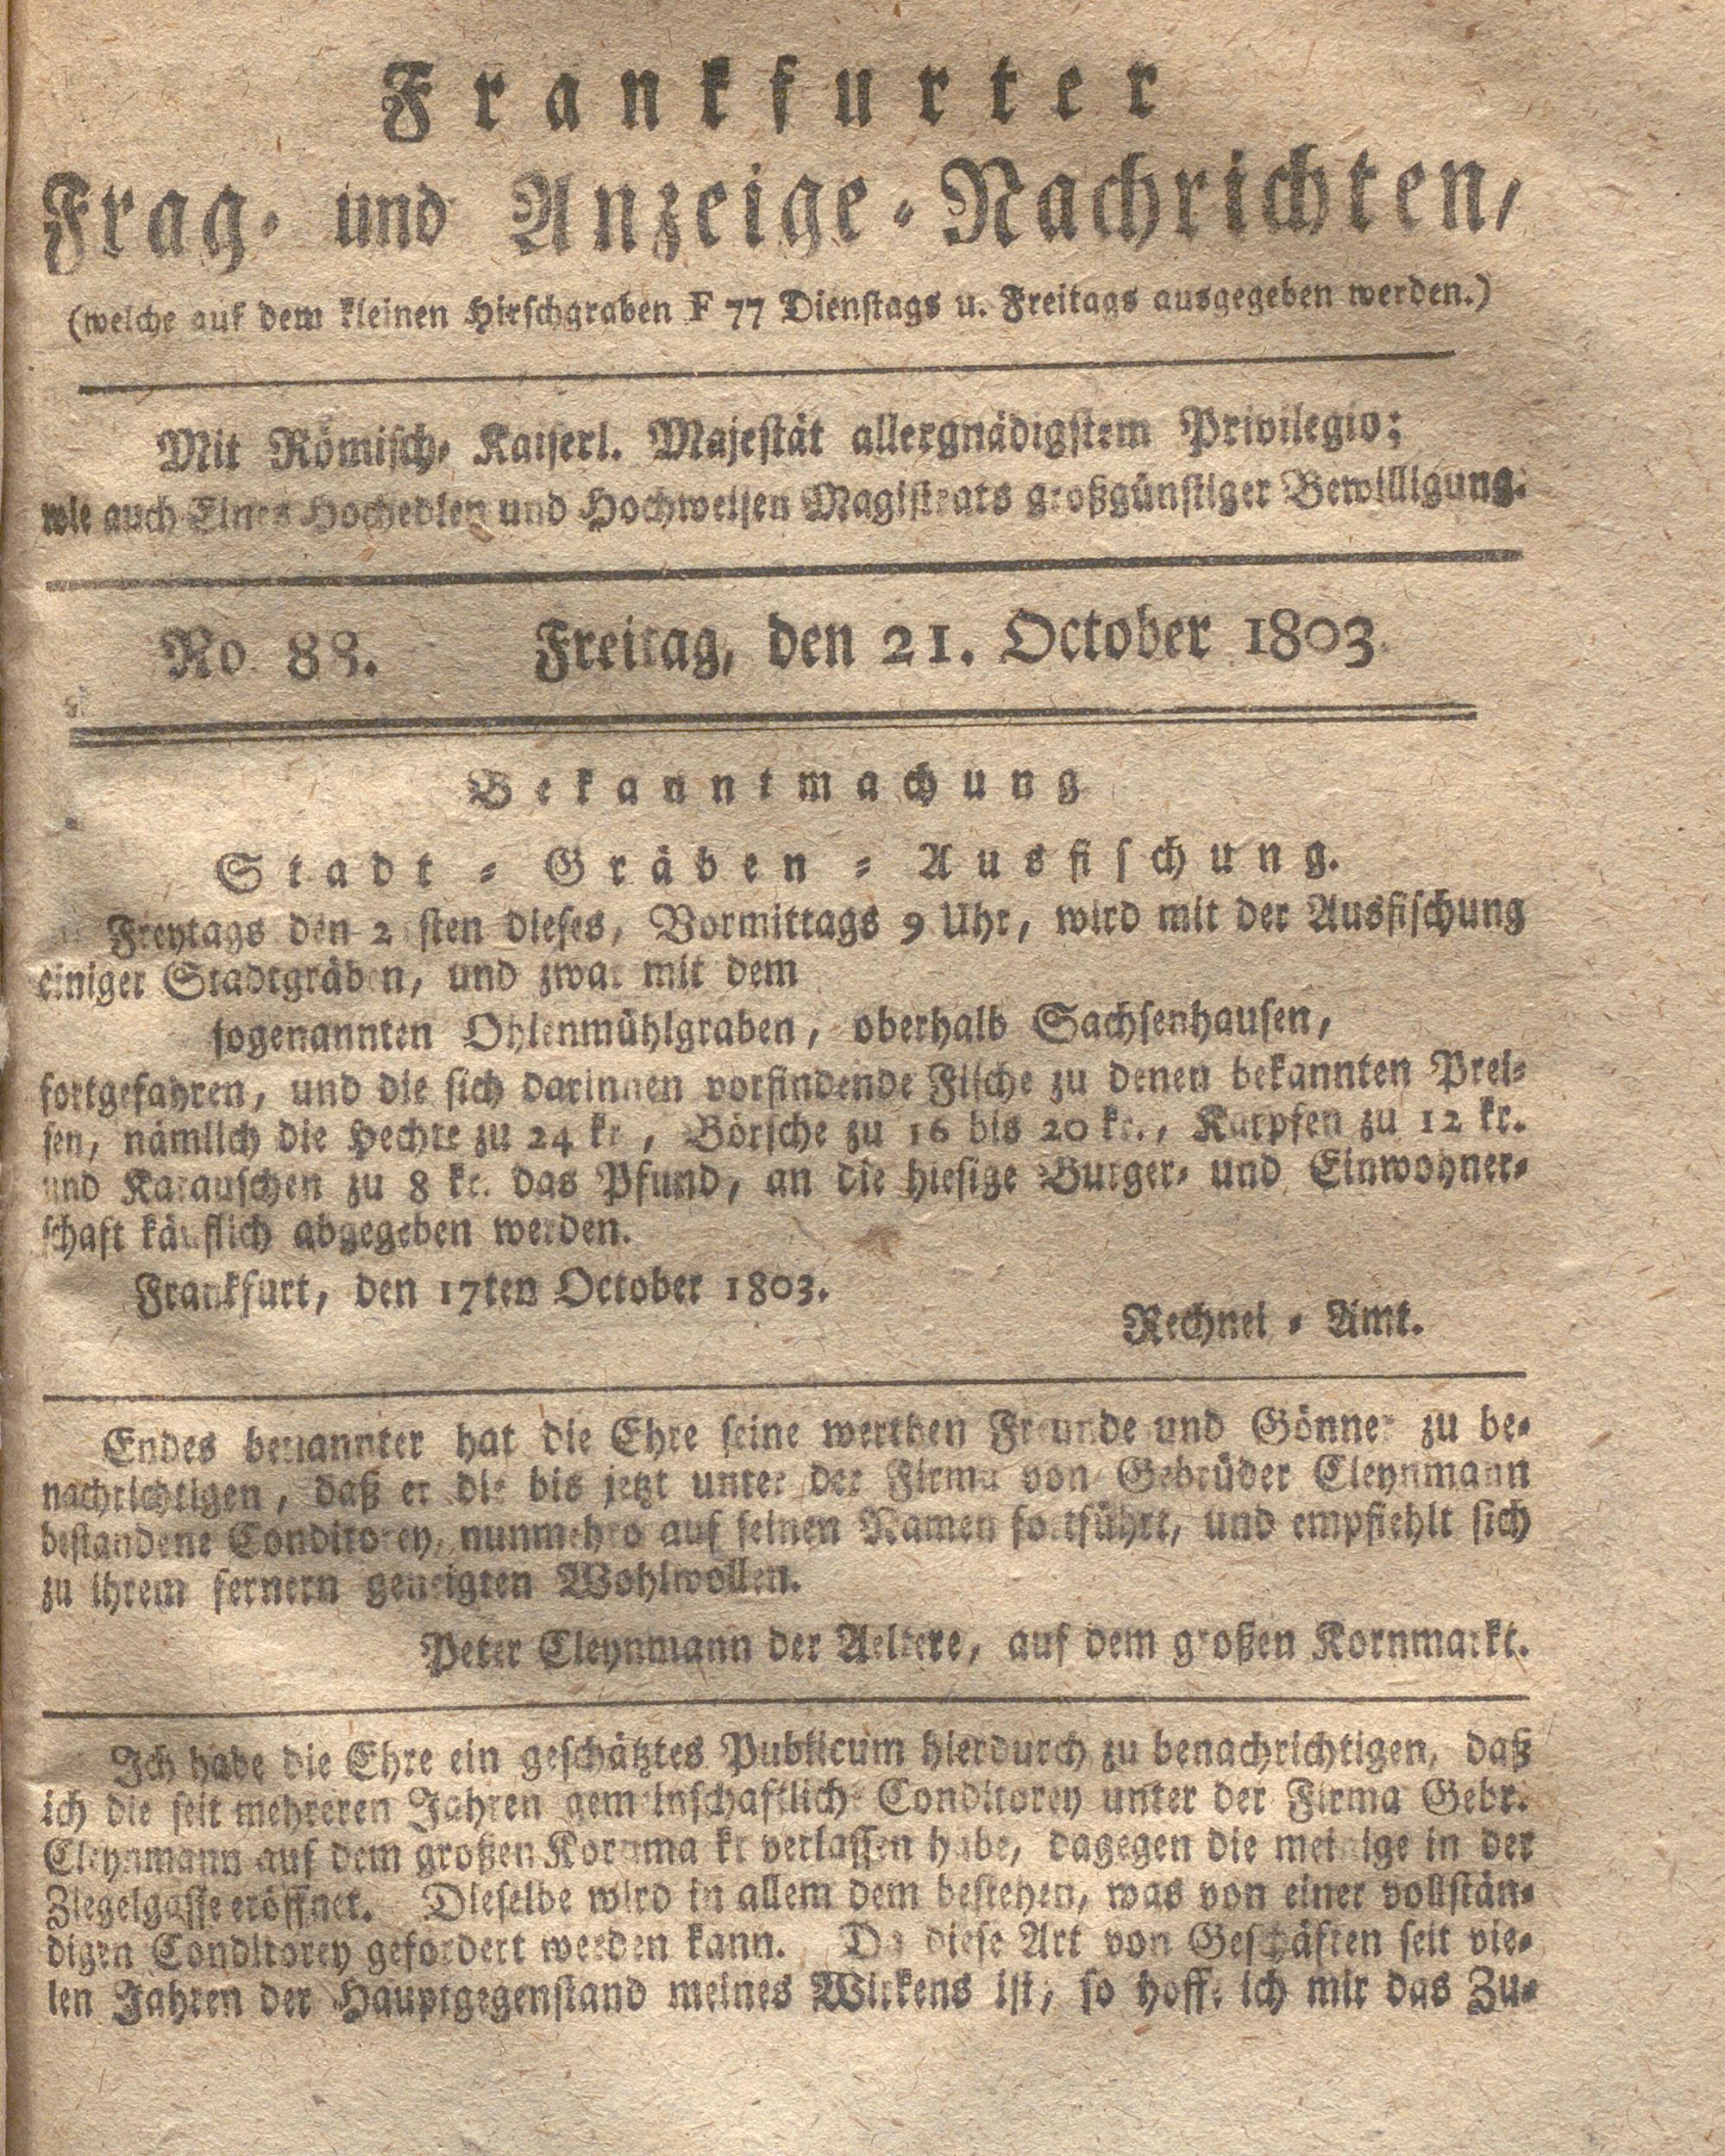 Frankfurter
Frag- und Anzeige-Nachrichten,
(welche auf dem kleinen Hirschgraben F 77 Dienstags u. Freitags ausgegeben werden.)
Mit Römisch- Kaiserl. Majestät allergnädigstem Privilegio;
wie auch Eines Hochedlen und Hochweisen Magistrats großgünstiger Bewilligung.
No. 88. Freitag, den 21. October 1803.
Bekanntmachung
Stadt-Gräben-Ausfischung.
Freytags den sten dieses, Vormittags 9 Uhr, wird mit der Ausfischung
einiger Stadtgräben, und zwar mit dem
sogenannten Ohlenmühlgraben, oberhalb Sachsenhausen,
fortgefahren, und die sich darinnen vorfindende Fische zu denen bekannten Prei-
sen, nämlich die Hechte zu 24 kr., Börsche zu 16 bis 20 kr., Karpfen zu 12 kr.
und Karauschen zu 8 kr. das Pfund, an die hiesige Burger- und Einwohner-
schaft käuflich abgegeben werden.
Frankfurt, den 17ten October 1803.
Rechnei-Amt.
Endes benannter hat die Ehre seine werthen Freunde und Gönner zu be-
nachrichtigen, daß er die bis jetzt unter der Firma von Gebrüder Cleynmann
bestandene Conditorey, nunmehro auf seinen Namen fortführt, und empfiehlt sich
zu ihrem fernern geneigten Wohlwollen.
Peter Cleynmann der Aeltere, auf dem großen Kornmarkt.
Ich habe die Ehre ein geschätztes Publicum hierdurch zu benachrichtigen, daß
ich die seit mehreren Jahren gemeinschaftliche Conditorey unter der Firma Gebr.
Cleynmann auf dem großen Kornmarkt verlassen habe, dagegen die meinige in der
Ziegelgasse eröffnet. Dieselbe wird in allem dem bestehen, was von einer vollstän-
digen Conditorey gefordert werden kann. Da diese Art von Geschäften seit vie-
len Jahren der Hauptgegenstand meines Wirkens ist, so hoffe ich mir das Zu-